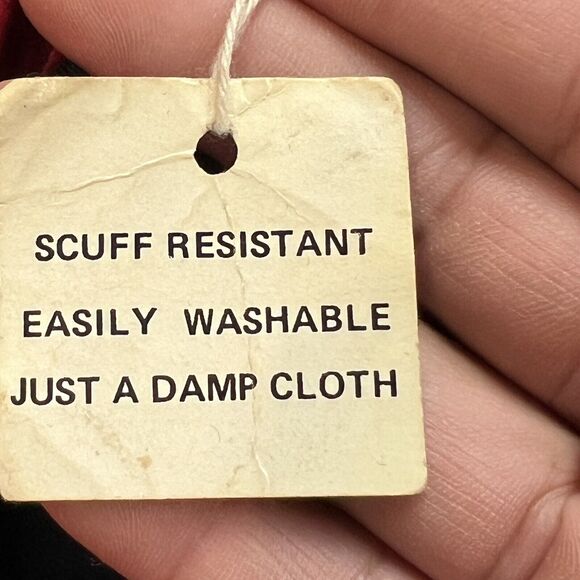 SCUFF RESISTANT
EASILY WASHABLE
JUST A DAMP CLOTH